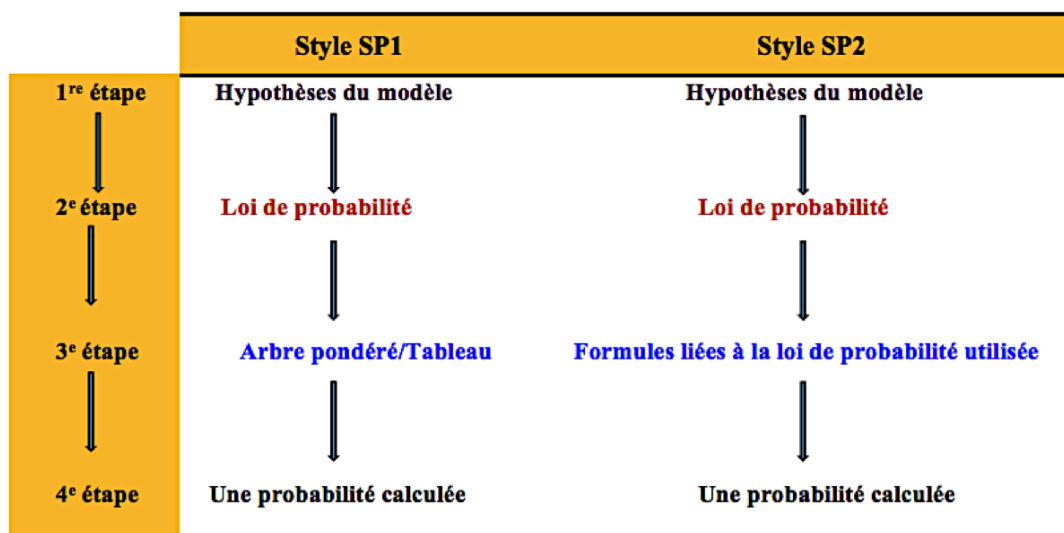 Style SP1 Style SP2
1re étape Hypothèses du modèle Hypothèses du modèle
2e étape Loi de probabilité Loi de probabilité
3e étape Arbre pondéré/Tableau Formules liées à la loi de probabilité utilisée
4e étape Une probabilité calculée Une probabilité calculée